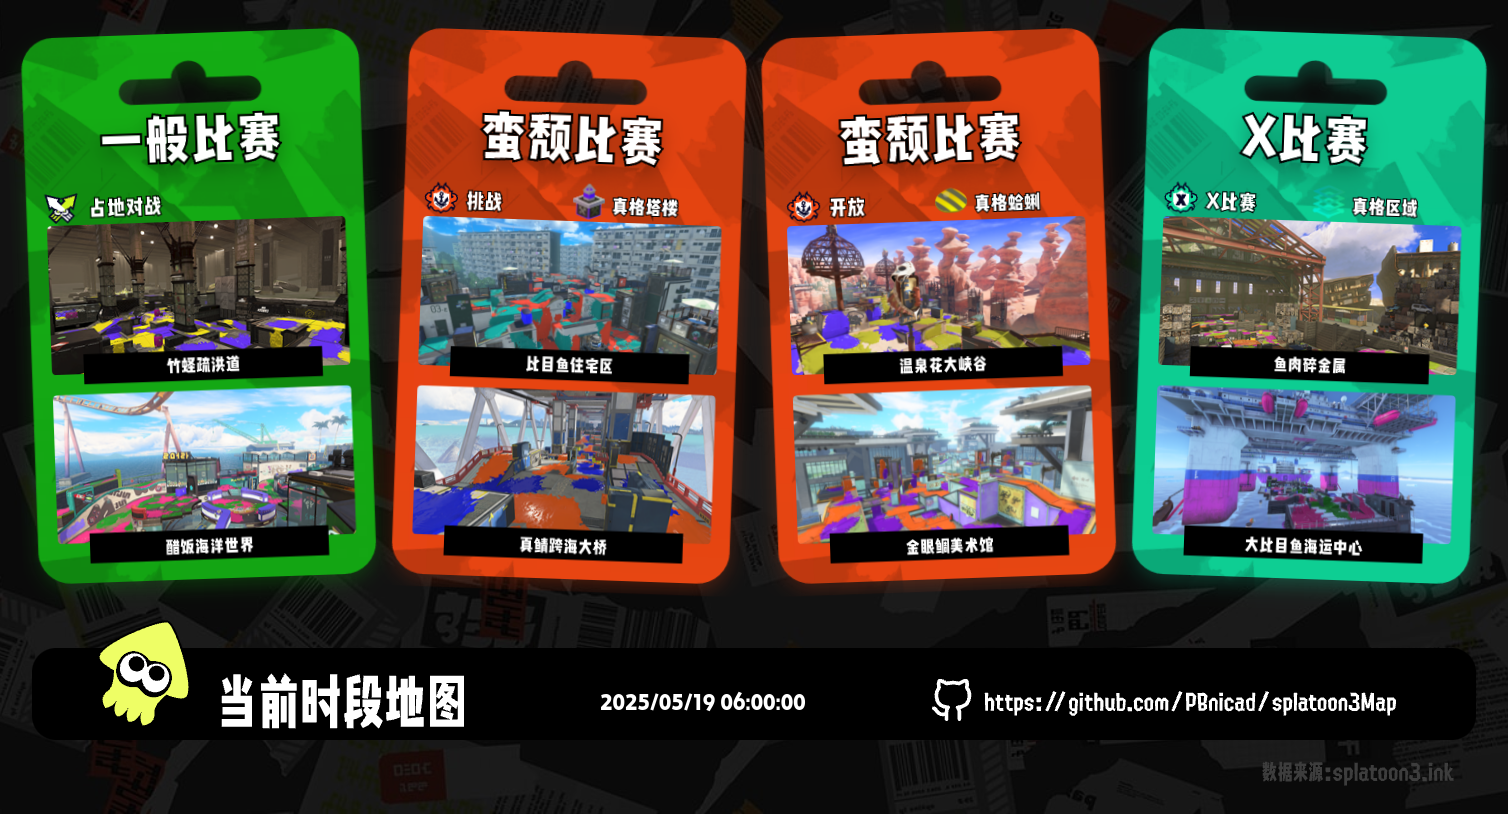 一般比赛
占地对战
竹蛏疏洪道
醋饭海洋世界
蛮颓比赛
挑战
真格塔楼
比目鱼住宅区
真鲭跨海大桥
蛮颓比赛
开放
真格蛤蜊
温泉花大峡谷
金眼鲷美术馆
X比赛
X比赛
真格区域
鱼肉碎金属
大比目鱼海运中心
当前时段地图
2025/05/19 06:00:00
https://github.com/PBnicad/splatoon3Map
数据来源:splatoon3.ink